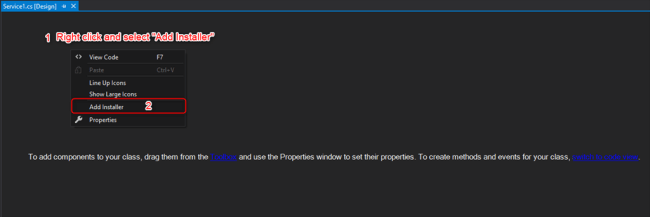 Service1.cs [Design]
1 Right click and select "Add Installer"
View Code F7
Paste Ctrl+V
Line Up Icons
Show Large Icons
Add Installer 2
Properties
To add components to your class, drag them from the Toolbox and use the Properties window to set their properties. To create methods and events for your class,